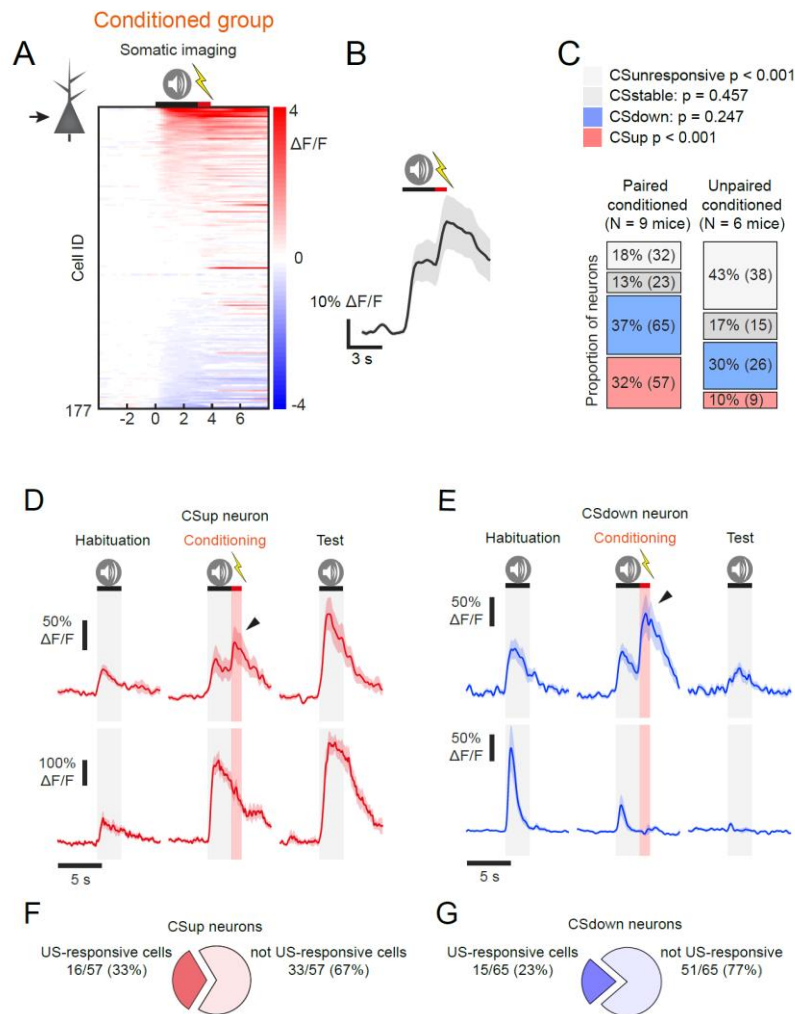 Conditioned group
A
Somatic imaging
4
ΔF/F
0
-4
Cell ID
177
-2 0 2 4 6
B
10% ΔF/F
3 s
C
CSunresponsive p < 0.001
CSstable: p = 0.457
CSdown: p = 0.247
CSup p < 0.001
Paired
conditioned
(N = 9 mice)
Unpaired
conditioned
(N = 6 mice)
Proportion of neurons
18% (32)
13% (23)
37% (65)
32% (57)
43% (38)
17% (15)
30% (26)
10% (9)
D
CSup neuron
Habituation
Conditioning
Test
50%
ΔF/F
100%
ΔF/F
5 s
E
CSdown neuron
Habituation
Conditioning
Test
50%
ΔF/F
50%
ΔF/F
5 s
F
CSup neurons
US-responsive cells
16/57 (33%)
not US-responsive cells
33/57 (67%)
G
CSdown neurons
US-responsive cells
15/65 (23%)
not US-responsive
51/65 (77%)